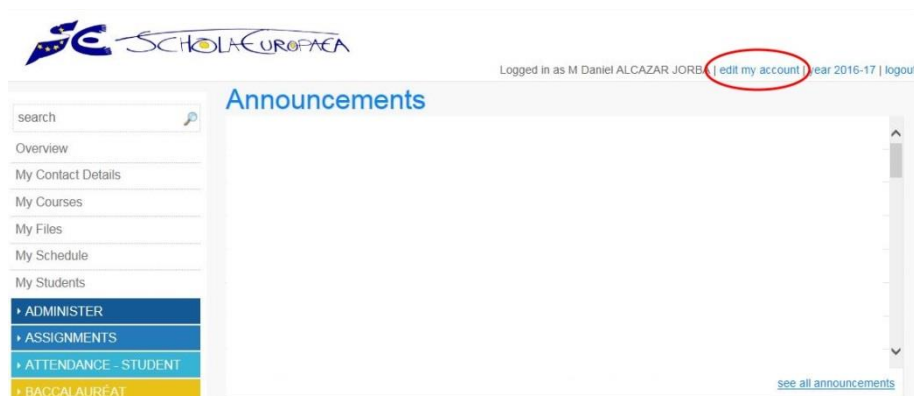 SCHOLA EUROPAEA
Logged in as M Daniel ALCAZAR JORBA | edit my account | year 2016-17 | logout
Announcements
search
Overview
My Contact Details
My Courses
My Files
My Schedule
My Students
ADMINISTER
ASSIGNMENTS
ATTENDANCE - STUDENT
BACCALAURÉAT
see all announcements